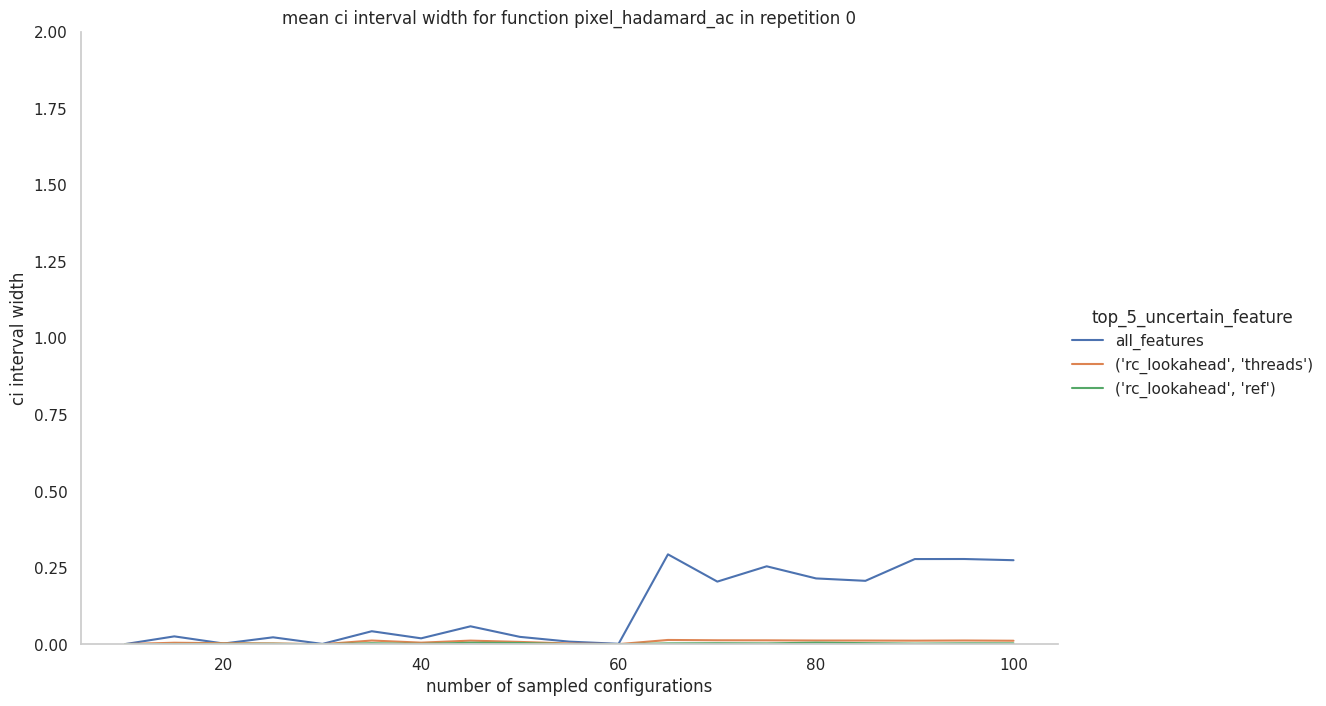 mean ci interval width for function pixel_hadamard_ac in repetition 0
2.00
1.75
1.50
1.25
1.00
0.75
0.50
0.25
0.00
ci interval width
20
40
60
80
100
number of sampled configurations
top_5_uncertain_feature
all_features
('rc_lookahead', 'threads')
('rc_lookahead', 'ref')